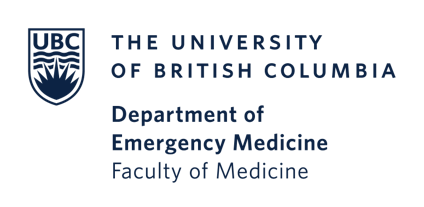 UBC
THE UNIVERSITY
OF BRITISH COLUMBIA
Department of
Emergency Medicine
Faculty of Medicine